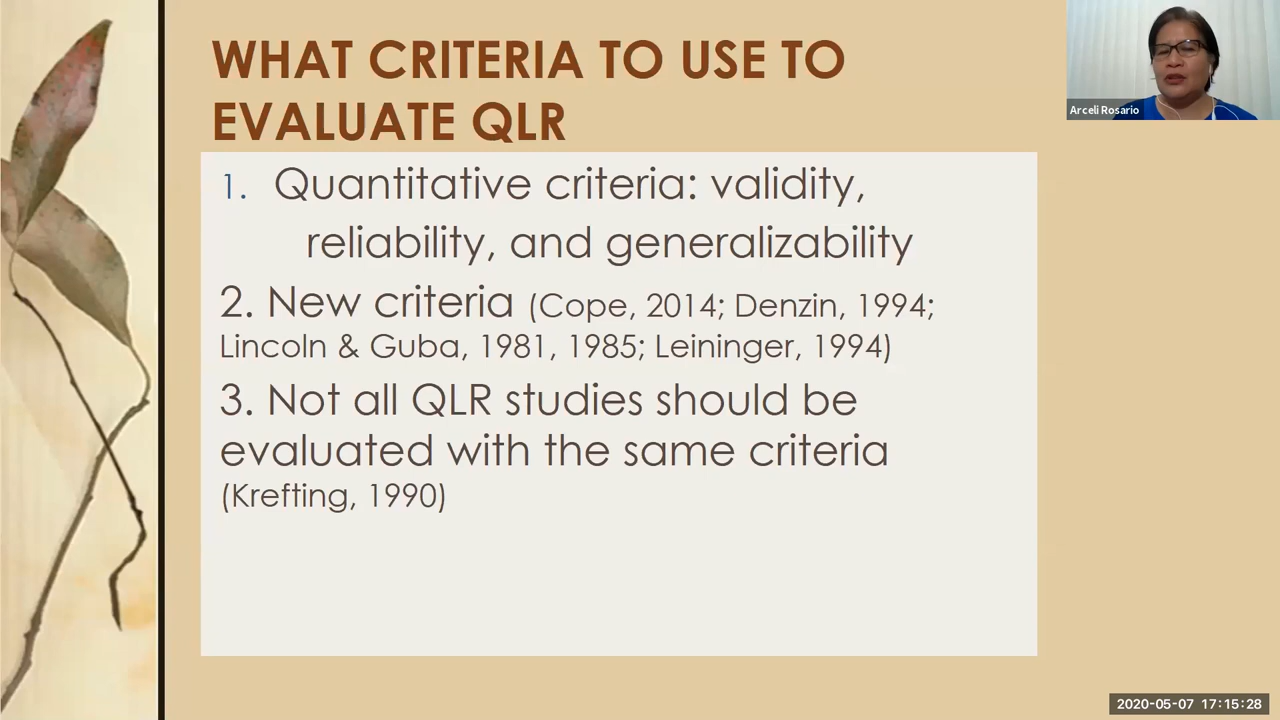 WHAT CRITERIA TO USE TO
EVALUATE QLR
Arceli Rosario
1. Quantitative criteria: validity,
reliability, and generalizability
2. New criteria (Cope, 2014; Denzin, 1994;
Lincoln & Guba, 1981, 1985; Leininger, 1994)
3. Not all QLR studies should be
evaluated with the same criteria
(Krefting, 1990)
2020-05-07 17:15:28